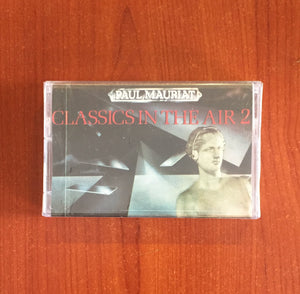 PAUL MAURIAT
CLASSICS IN THE AIR 2